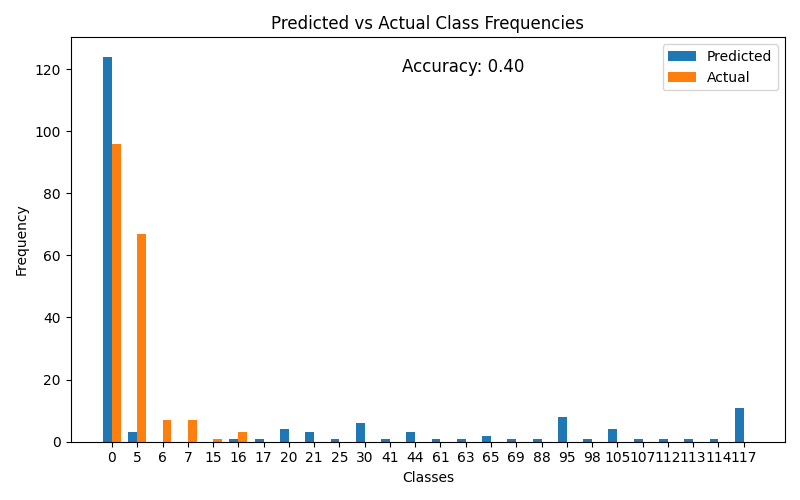 Predicted vs Actual Class Frequencies
Accuracy: 0.40
Predicted
Actual
Frequency
120
100
80
60
40
20
0
0 5 6 7 15 16 17 20 21 25 30 41 44 61 63 65 69 88 95 98 105 107 112 113 114 117
Classes